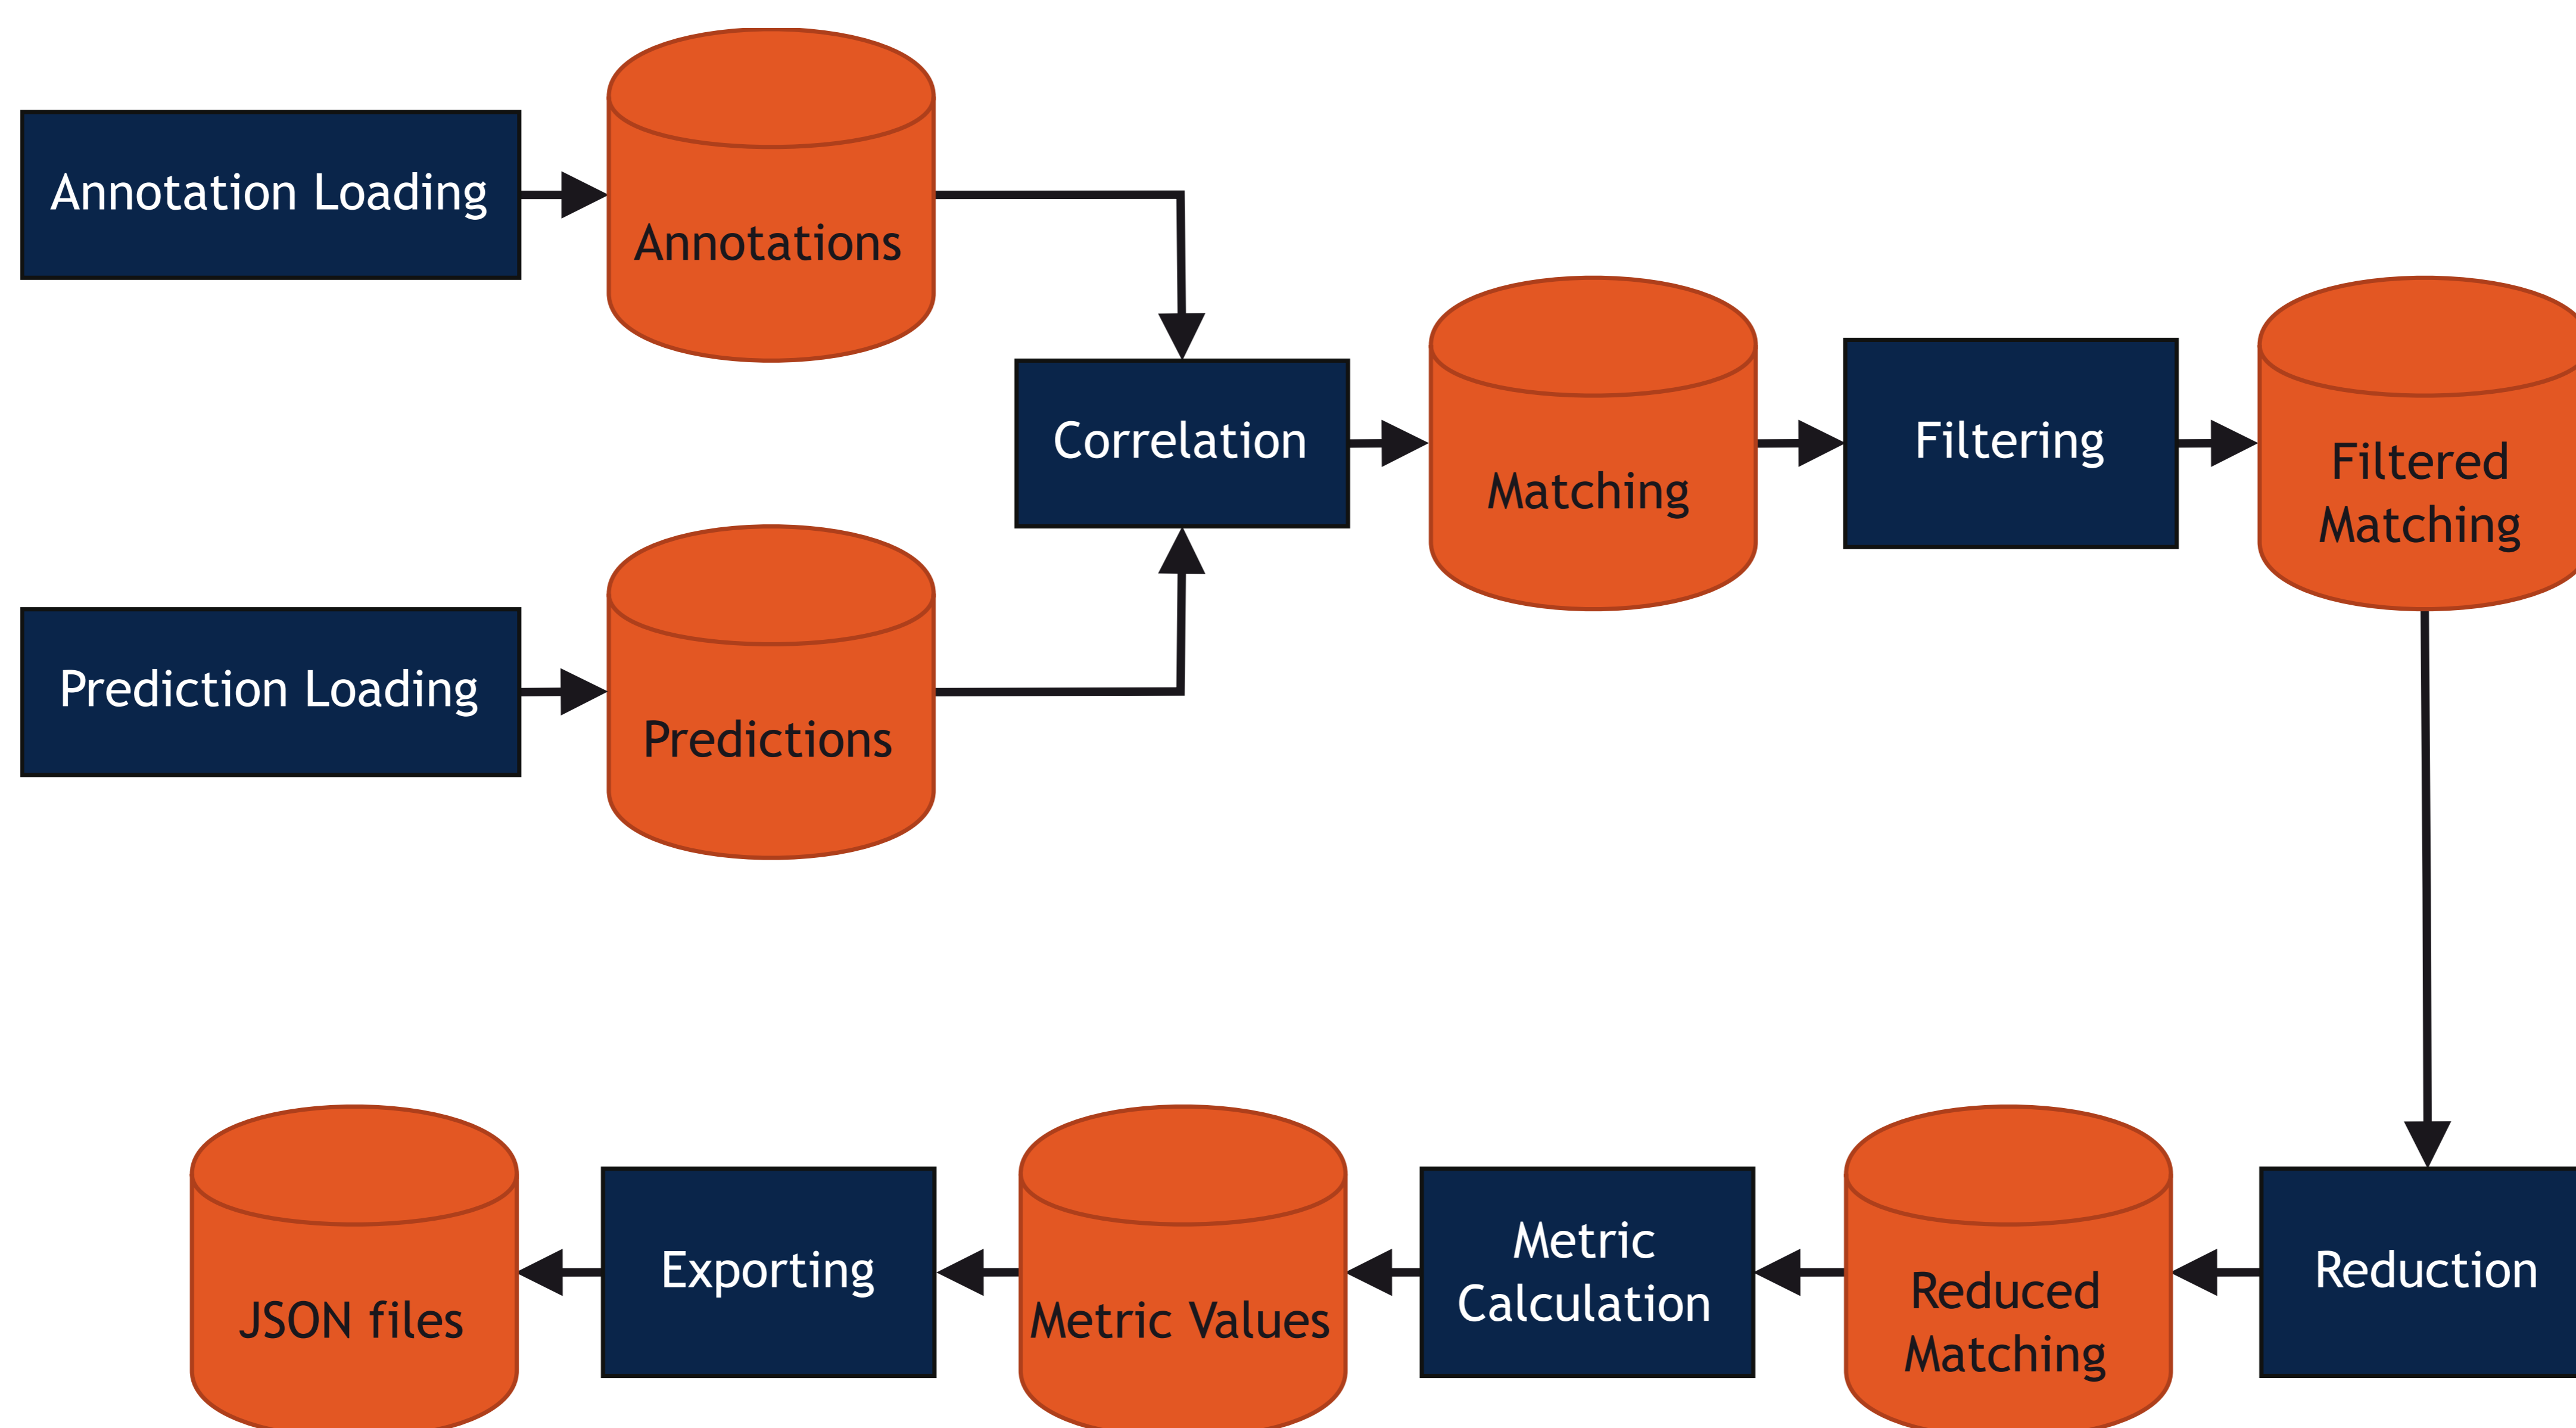 Annotation Loading
Annotations
Correlation
Matching
Filtering
Filtered
Matching
Prediction Loading
Predictions
JSON files
Exporting
Metric Values
Metric
Calculation
Reduced
Matching
Reduction